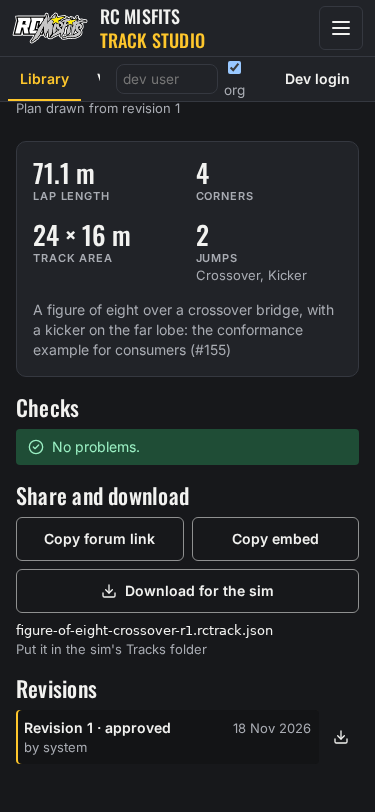 RC Misfits
RC MISFITS
TRACK STUDIO
Library
dev user
org
Dev login
Plan drawn from revision 1
71.1 m
LAP LENGTH
4
CORNERS
24 × 16 m
TRACK AREA
2
JUMPS
Crossover, Kicker
A figure of eight over a crossover bridge, with
a kicker on the far lobe: the conformance
example for consumers (#155)
Checks
No problems.
Share and download
Copy forum link
Copy embed
Download for the sim
figure-of-eight-crossover-r1.rctrack.json
Put it in the sim's Tracks folder
Revisions
Revision 1 · approved
18 Nov 2026
by system